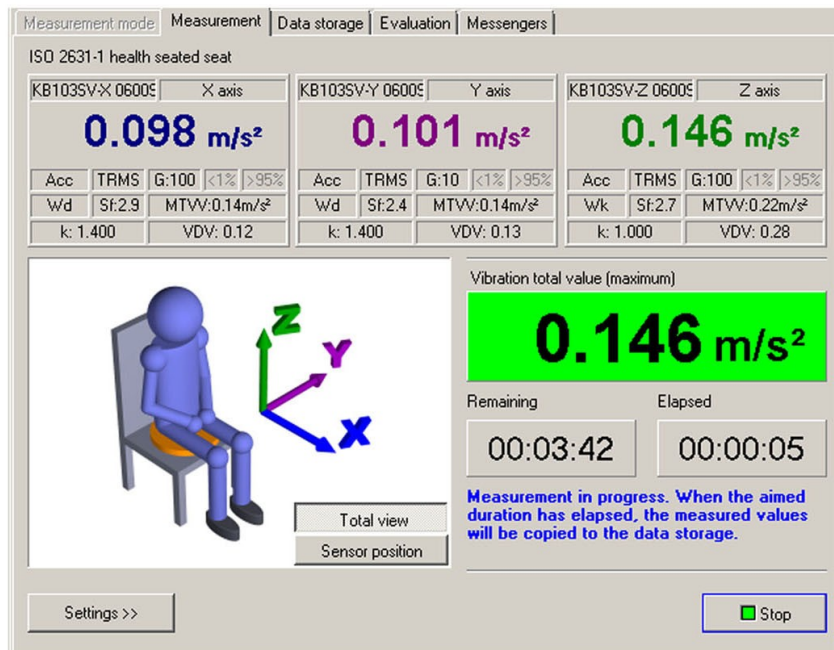 Measurement mode Measurement Data storage Evaluation Messengers
ISO 2631-1 health seated seat
KB103SV-X 06009 X axis
0.098 m/s²
Acc TRMS G:100 <1% >95%
Wd Sf:2.9 MTVV:0.14m/s²
k: 1.400 VDV: 0.12
KB103SV-Y 06009 Y axis
0.101 m/s²
Acc TRMS G:10 <1% >95%
Wd Sf:2.4 MTVV:0.14m/s²
k: 1.400 VDV: 0.13
KB103SV-Z 06009 Z axis
0.146 m/s²
Acc TRMS G:100 <1% >95%
Wk Sf:2.7 MTVV:0.22m/s²
k: 1.000 VDV: 0.28
Z
Y
X
Total view
Sensor position
Vibration total value (maximum)
0.146 m/s²
Remaining Elapsed
00:03:42 00:00:05
Measurement in progress. When the aimed
duration has elapsed, the measured values
will be copied to the data storage.
Settings >>
Stop